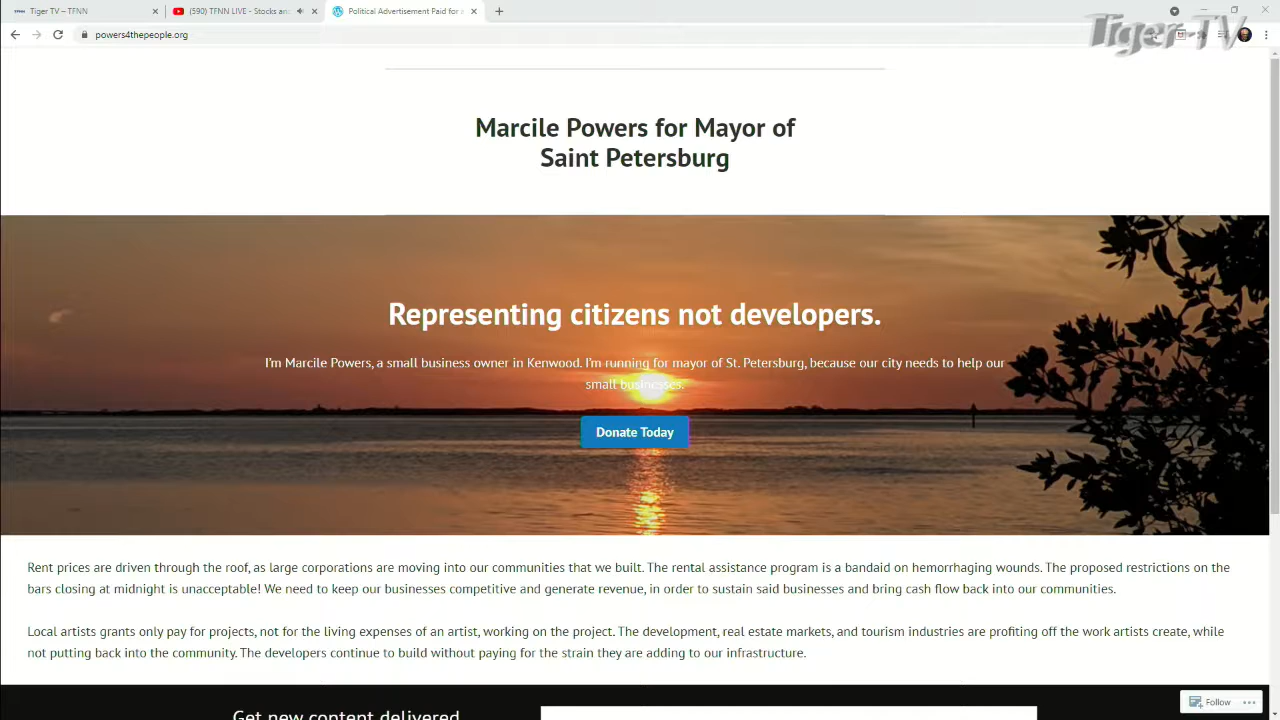 Tiger TV – TFNN
(590) TFNN LIVE - Stocks and
Political Advertisement Paid for a
powers4thepeople.org
Tiger-TV
Marcile Powers for Mayor of
Saint Petersburg
Representing citizens not developers.
I'm Marcile Powers, a small business owner in Kenwood. I'm running for mayor of St. Petersburg, because our city needs to help our
small businesses.
Donate Today
Rent prices are driven through the roof, as large corporations are moving into our communities that we built. The rental assistance program is a bandaid on hemorrhaging wounds. The proposed restrictions on the
bars closing at midnight is unacceptable! We need to keep our businesses competitive and generate revenue, in order to sustain said businesses and bring cash flow back into our communities.
Local artists grants only pay for projects, not for the living expenses of an artist, working on the project. The development, real estate markets, and tourism industries are profiting off the work artists create, while
not putting back into the community. The developers continue to build without paying for the strain they are adding to our infrastructure.
Follow
Get new content delivered